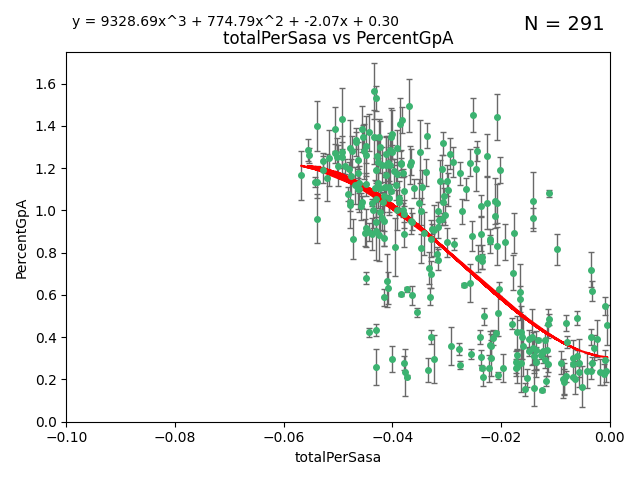 y = 9328.69x^3 + 774.79x^2 + -2.07x + 0.30
N = 291
totalPerSasa vs PercentGpA
PercentGpA
1.6
1.4
1.2
1.0
0.8
0.6
0.4
0.2
0.0
−0.10 −0.08 −0.06 −0.04 −0.02 0.00
totalPerSasa